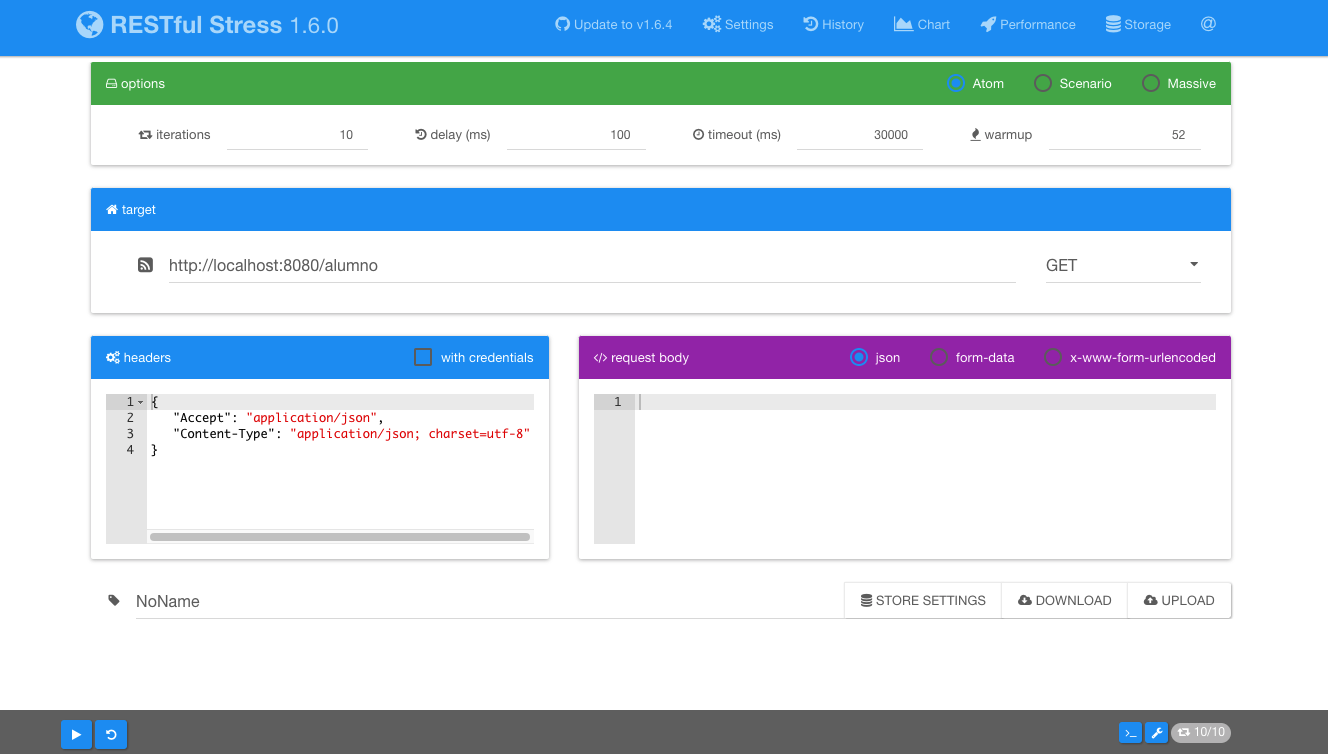 RESTful Stress 1.6.0
Update to v1.6.4 Settings History Chart Performance Storage @
options Atom Scenario Massive
iterations 10 delay (ms) 100 timeout (ms) 30000 warmup 52
target
http://localhost:8080/alumno GET
headers with credentials
1 {
2 "Accept": "application/json",
3 "Content-Type": "application/json; charset=utf-8"
4 }
</> request body json form-data x-www-form-urlencoded
1
NoName STORE SETTINGS DOWNLOAD UPLOAD
>_ 10/10